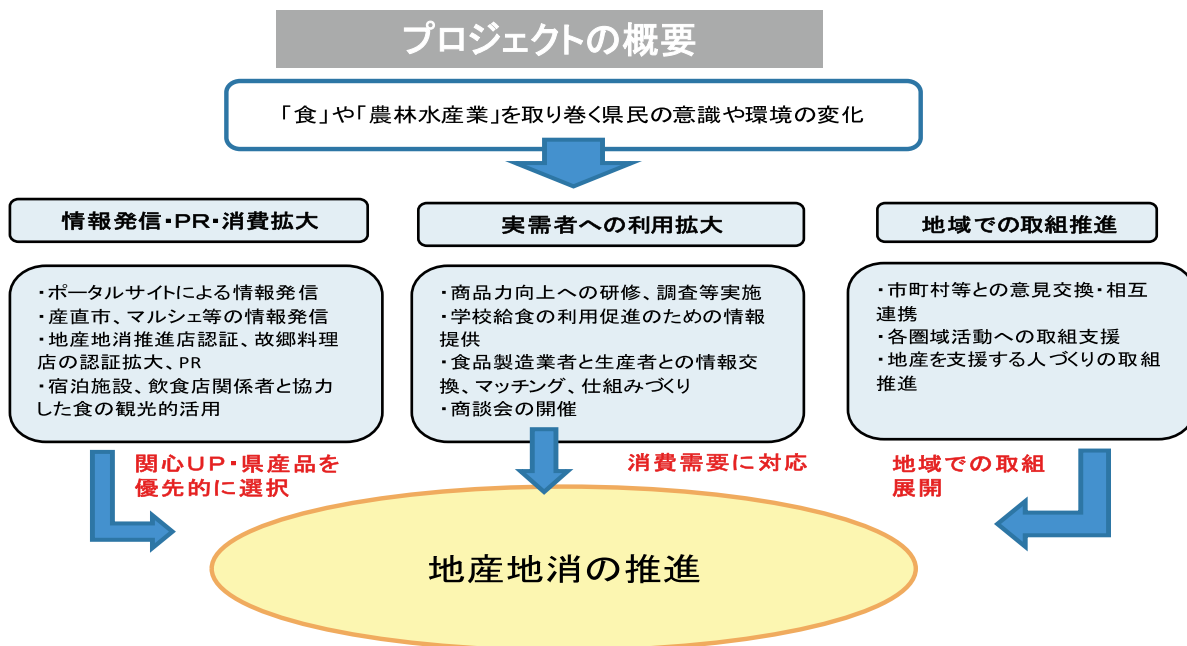 プロジェクトの概要
「食」や「農林水産業」を取り巻く県民の意識や環境の変化
情報発信・PR・消費拡大
・ポータルサイトによる情報発信
・産直市、マルシェ等の情報発信
・地産地消推進店認証、故郷料理
店の認証拡大、PR
・宿泊施設、飲食店関係者と協力
した食の観光的活用
関心UP・県産品を
優先的に選択
実需者への利用拡大
・商品力向上への研修、調査等実施
・学校給食の利用促進のための情報
提供
・食品製造業者と生産者との情報交
換、マッチング、仕組みづくり
・商談会の開催
消費需要に対応
地域での取組推進
・市町村等との意見交換・相互
連携
・各圏域活動への取組支援
・地産を支援する人づくりの取組
推進
地域での取組
展開
地産地消の推進